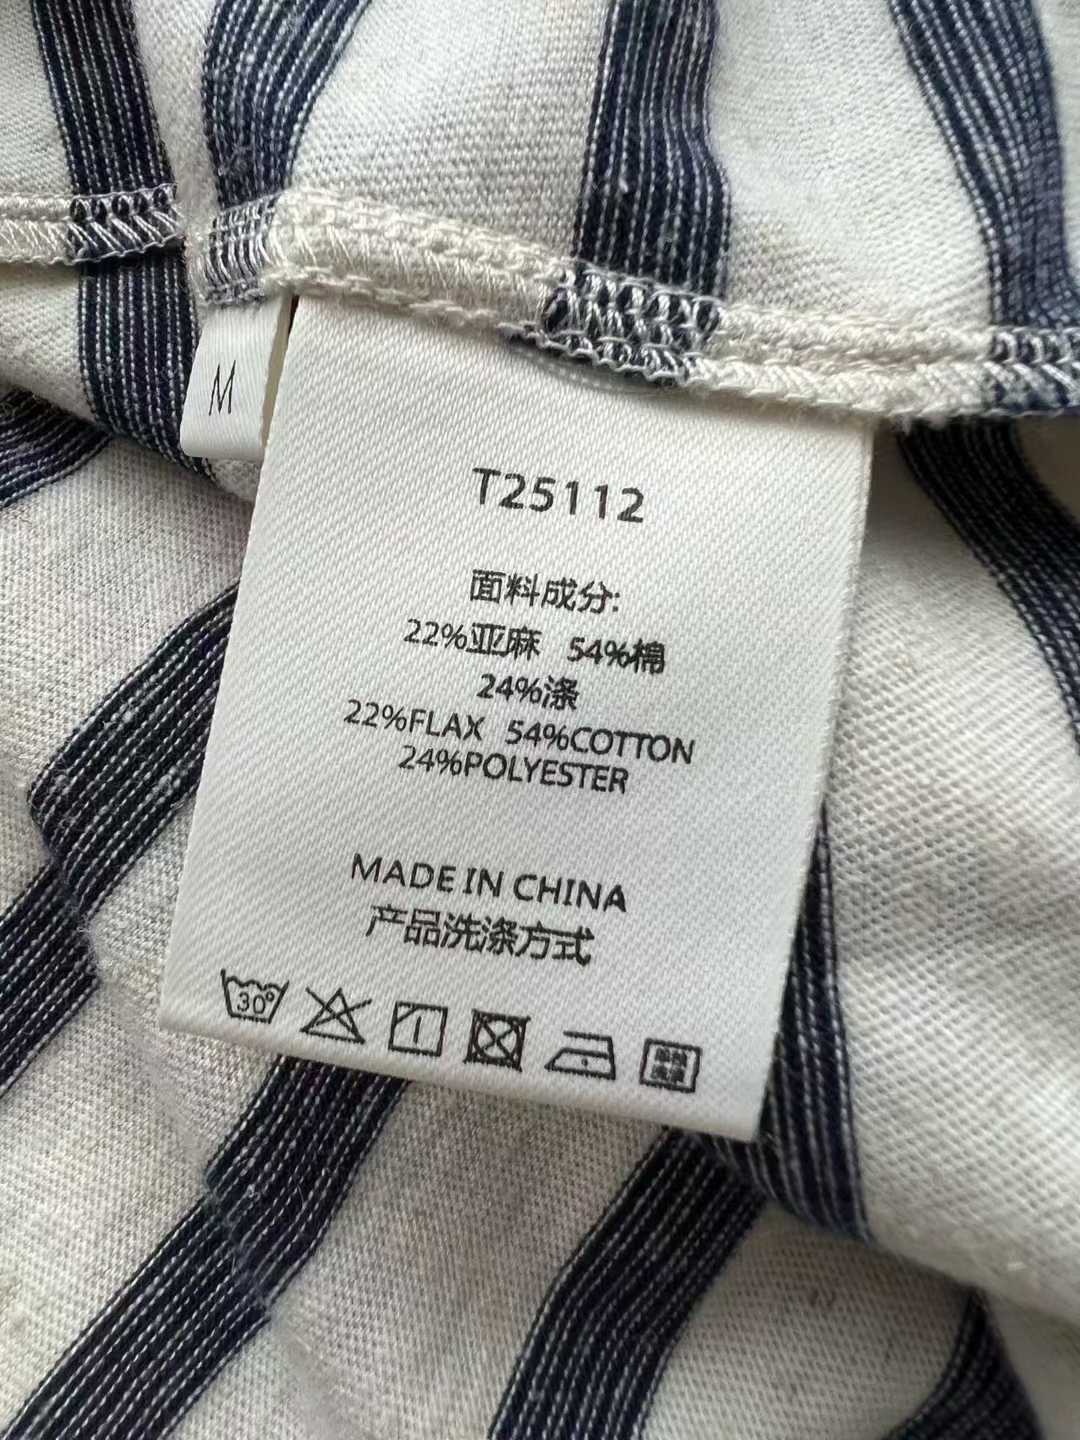 M
T25112
面料成分:
22%亚麻 54%棉
24%涤
22%FLAX 54%COTTON
24%POLYESTER
MADE IN CHINA
产品洗涤方式
30°